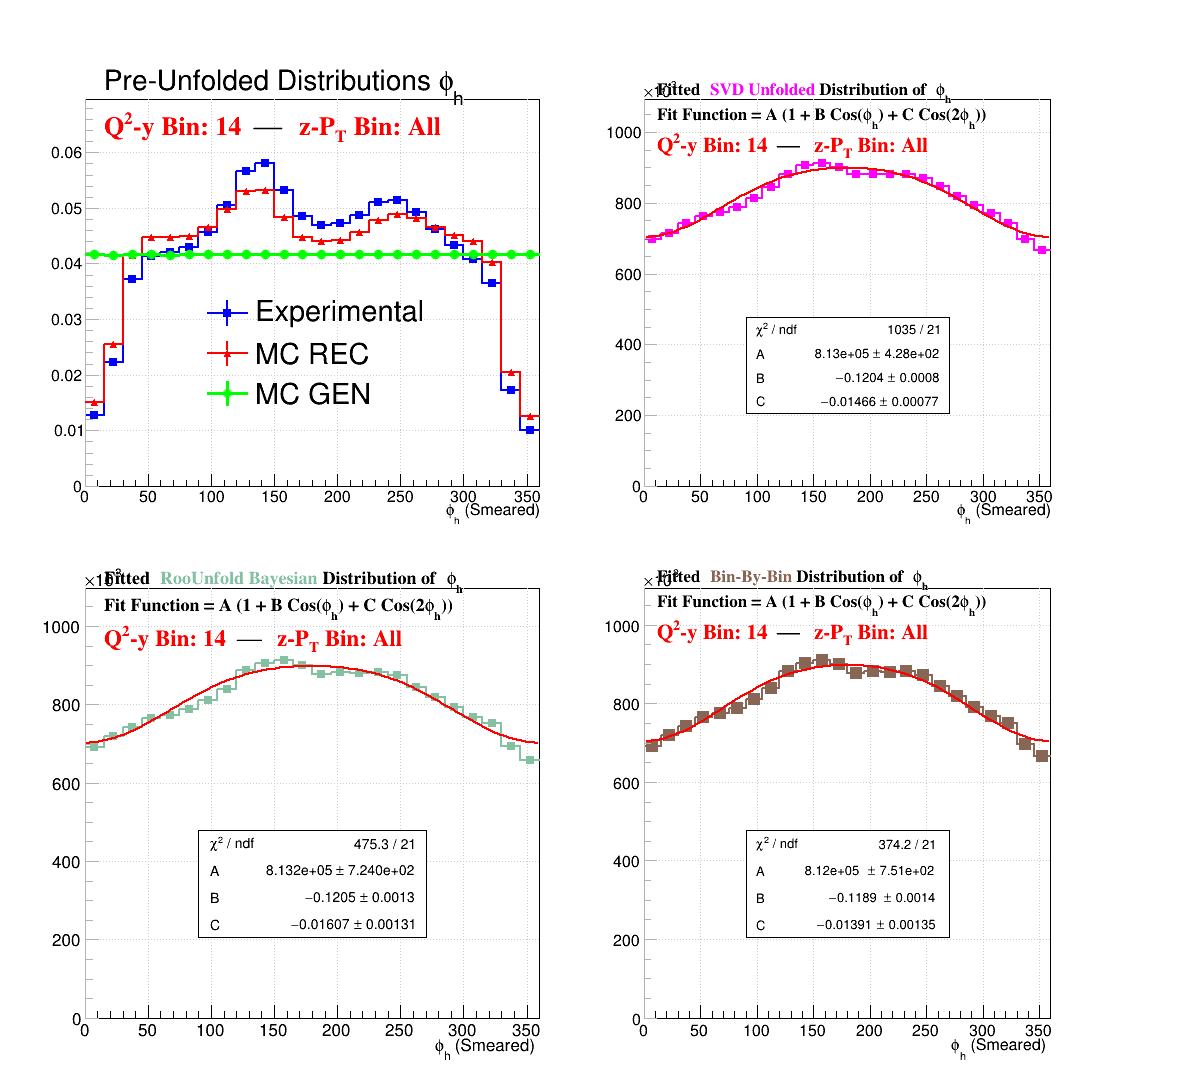 Pre-Unfolded Distributions ϕh
Q²-y Bin: 14 — z-PT Bin: All
0.06
0.05
0.04
0.03
0.02
0.01
0
Experimental
MC REC
MC GEN
0 50 100 150 200 250 300 350
ϕh (Smeared)
Fitted SVD Unfolded Distribution of ϕh
Fit Function = A (1 + B Cos(ϕh) + C Cos(2ϕh))
Q²-y Bin: 14 — z-PT Bin: All
1000
800
600
400
200
0
χ² / ndf 1035 / 21
A 8.13e+05 ± 4.28e+02
B −0.1204 ± 0.0008
C −0.01466 ± 0.00077
0 50 100 150 200 250 300 350
ϕh (Smeared)
Fitted RooUnfold Bayesian Distribution of ϕh
Fit Function = A (1 + B Cos(ϕh) + C Cos(2ϕh))
Q²-y Bin: 14 — z-PT Bin: All
1000
800
600
400
200
0
χ² / ndf 475.3 / 21
A 8.132e+05 ± 7.240e+02
B −0.1205 ± 0.0013
C −0.01607 ± 0.00131
0 50 100 150 200 250 300 350
ϕh (Smeared)
Fitted Bin-By-Bin Distribution of ϕh
Fit Function = A (1 + B Cos(ϕh) + C Cos(2ϕh))
Q²-y Bin: 14 — z-PT Bin: All
1000
800
600
400
200
0
χ² / ndf 374.2 / 21
A 8.12e+05 ± 7.51e+02
B −0.1189 ± 0.0014
C −0.01391 ± 0.00135
0 50 100 150 200 250 300 350
ϕh (Smeared)